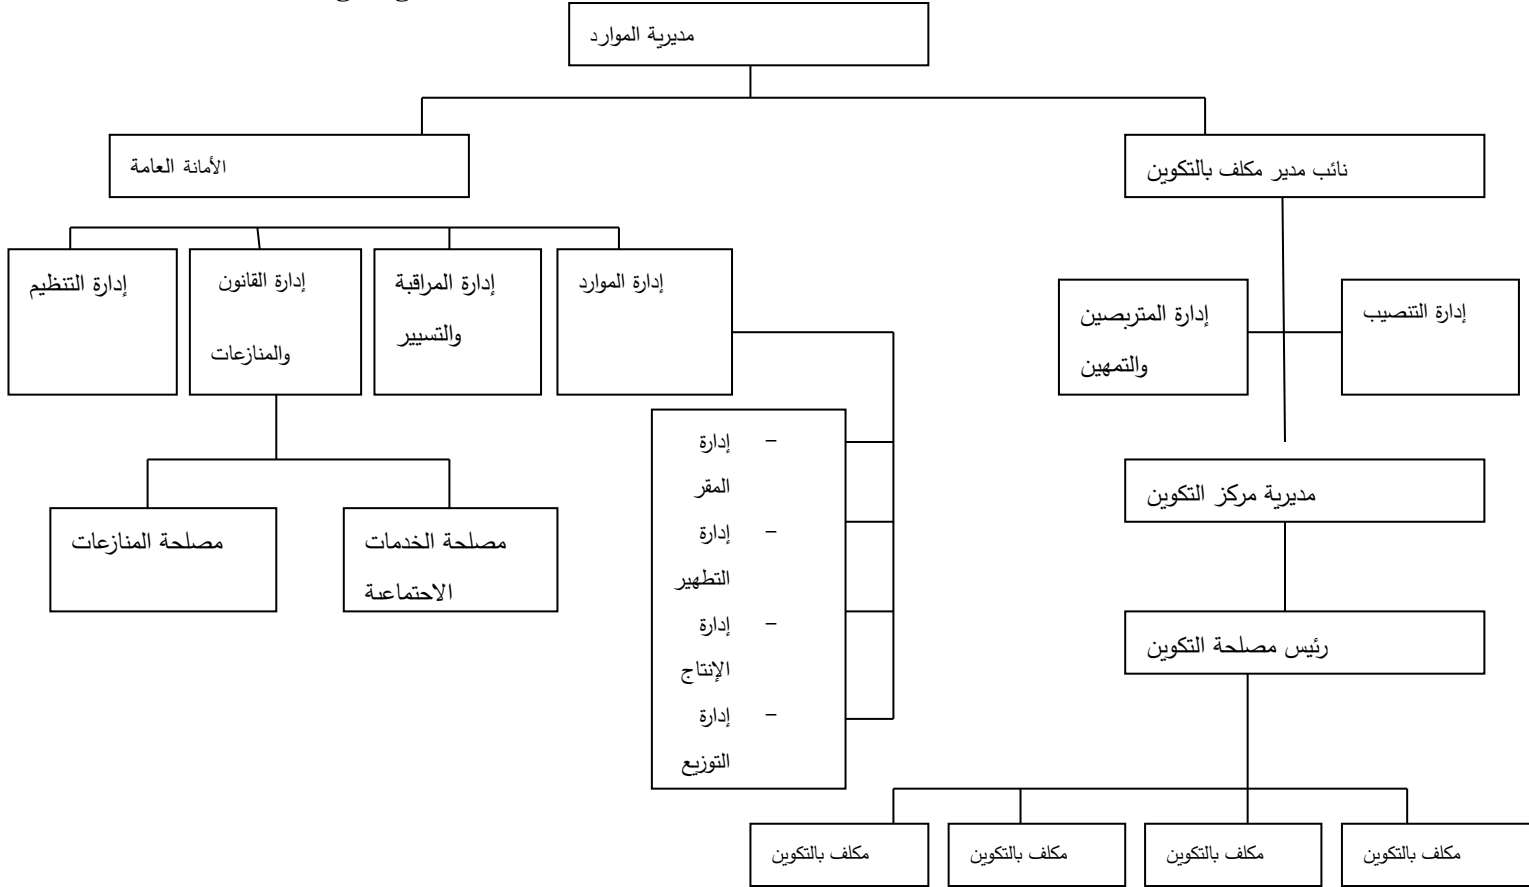 مديرية الموارد
الأمانة العامة
نائب مدير مكلف بالتكوين
إدارة التنظيم
إدارة القانون
والمنازعات
إدارة المراقبة
والتسيير
إدارة الموارد
إدارة المتربصين
والتمهين
إدارة التنصيب
- إدارة
المقر
- إدارة
التطهير
- إدارة
الإنتاج
- إدارة
التوزيع
مصلحة المنازعات
مصلحة الخدمات
الاجتماعية
مديرية مركز التكوين
رئيس مصلحة التكوين
مكلف بالتكوين
مكلف بالتكوين
مكلف بالتكوين
مكلف بالتكوين